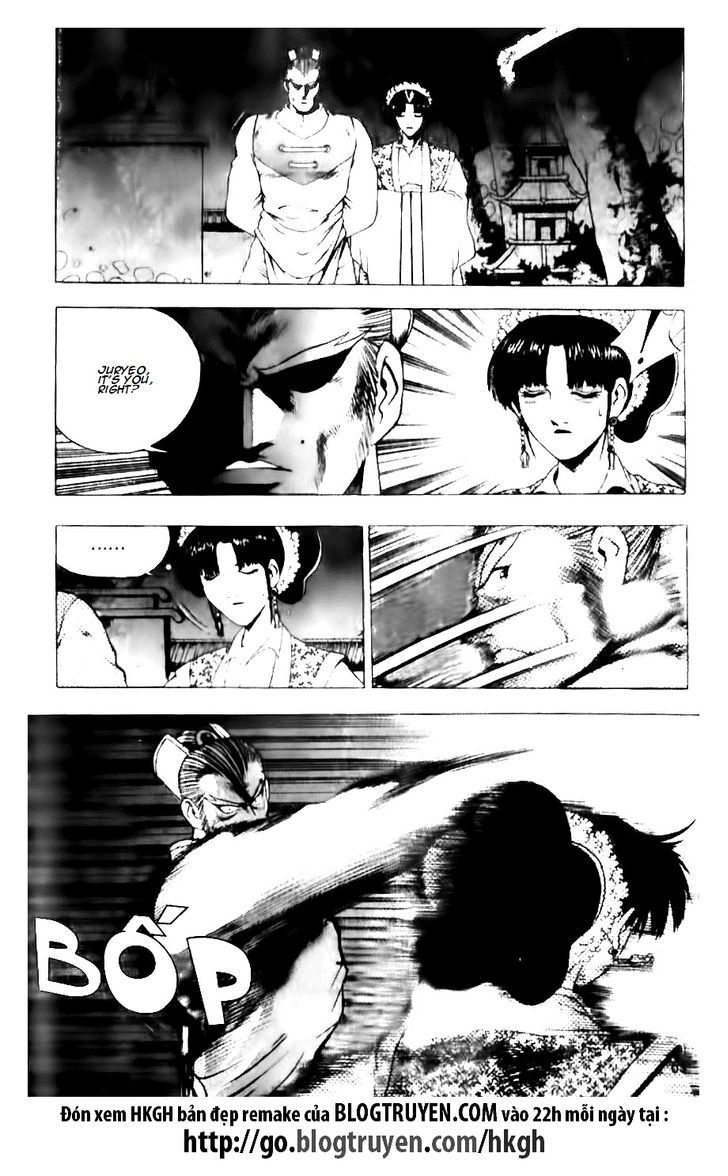 JURYEO,
IT'S YOU,
RIGHT?
......
BỐP
Đón xem HKGH bản đẹp remake của BLOGTRUYEN.COM vào 22h mỗi ngày tại :
http://go.blogtruyen.com/hkgh